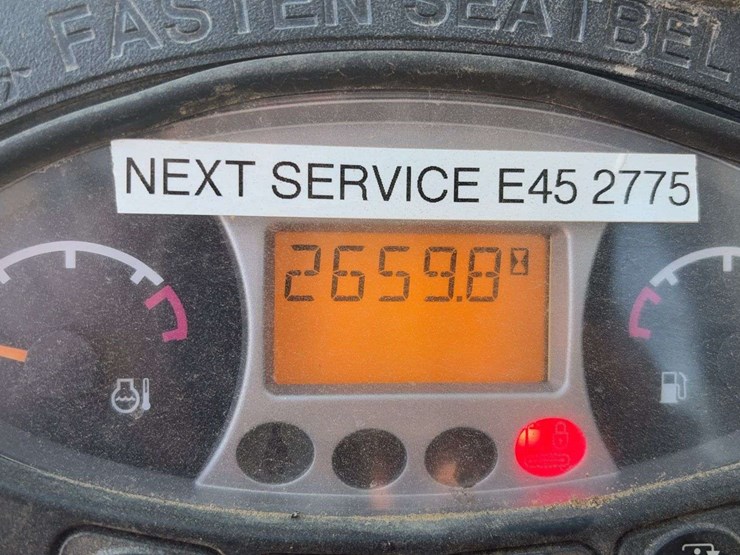 FASTEN SEATBEL
NEXT SERVICE E45 2775
2659.8